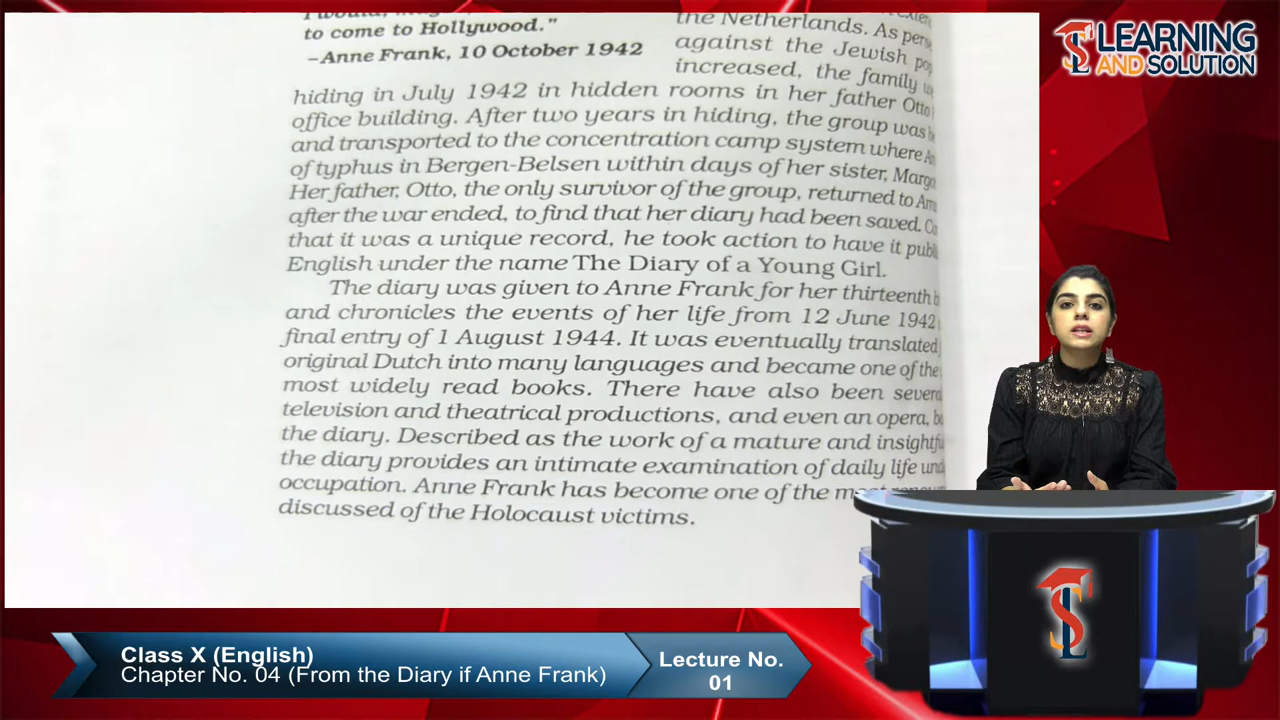 to come to Hollywood."
–Anne Frank, 10 October 1942
the Netherlands. As
against the Jewish
increased, the family
hiding in July 1942 in hidden rooms in her father Otto
office building. After two years in hiding, the group was
and transported to the concentration camp system where
of typhus in Bergen-Belsen within days of her sister,
Her father, Otto, the only survivor of the group, returned to
after the war ended, to find that her diary had been saved.
that it was a unique record, he took action to have it
English under the name The Diary of a Young Girl.
The diary was given to Anne Frank for her thirteenth
and chronicles the events of her life from 12 June 1942
final entry of 1 August 1944. It was eventually translated
original Dutch into many languages and became one of the
most widely read books. There have also been
television and theatrical productions, and even an opera,
the diary. Described as the work of a mature and
the diary provides an intimate examination of daily life
occupation. Anne Frank has become one of the
discussed of the Holocaust victims.
LEARNING
AND SOLUTION
Class X (English)
Chapter No. 04 (From the Diary if Anne Frank)
Lecture No.
01